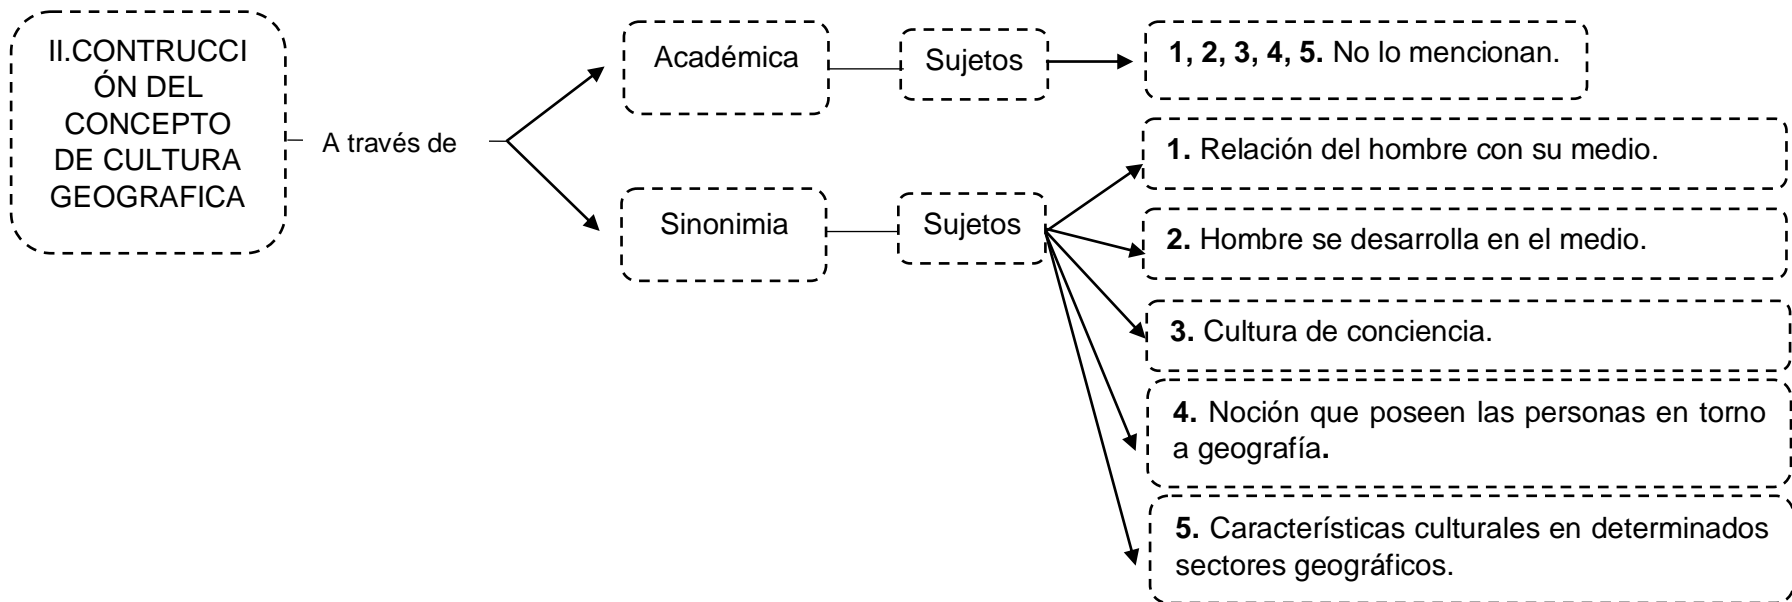 II.CONTRUCCI
ÓN DEL
CONCEPTO
DE CULTURA
GEOGRAFICA
A través de
Académica
Sujetos
1, 2, 3, 4, 5. No lo mencionan.
Sinonimia
Sujetos
1. Relación del hombre con su medio.
2. Hombre se desarrolla en el medio.
3. Cultura de conciencia.
4. Noción que poseen las personas en torno
a geografía.
5. Características culturales en determinados
sectores geográficos.